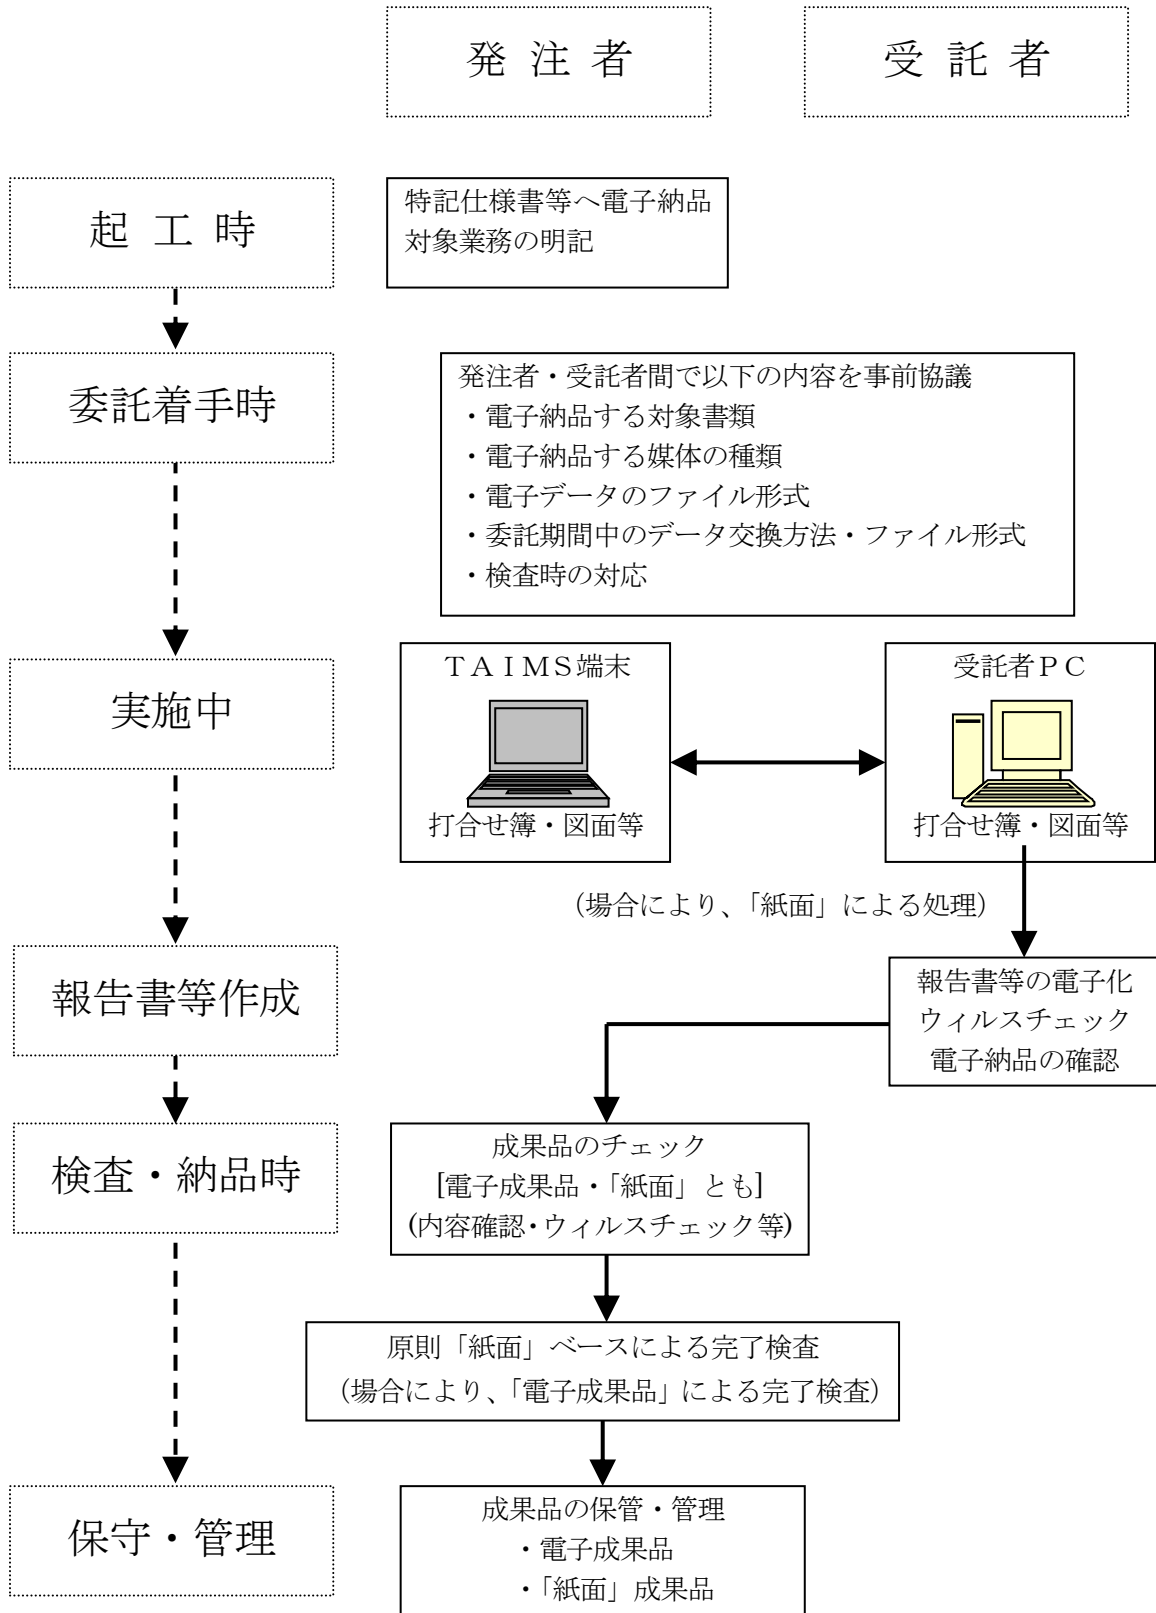 発 注 者
受 託 者
起 工 時
特記仕様書等へ電子納品
対象業務の明記
委託着手時
発注者・受託者間で以下の内容を事前協議
・電子納品する対象書類
・電子納品する媒体の種類
・電子データのファイル形式
・委託期間中のデータ交換方法・ファイル形式
・検査時の対応
実施中
ＴＡＩＭＳ端末
打合せ簿・図面等
受託者ＰＣ
打合せ簿・図面等
（場合により、「紙面」による処理）
報告書等作成
報告書等の電子化
ウィルスチェック
電子納品の確認
検査・納品時
成果品のチェック
[電子成果品・「紙面」とも]
(内容確認・ウィルスチェック等)
原則「紙面」ベースによる完了検査
（場合により、「電子成果品」による完了検査）
保守・管理
成果品の保管・管理
・電子成果品
・「紙面」成果品